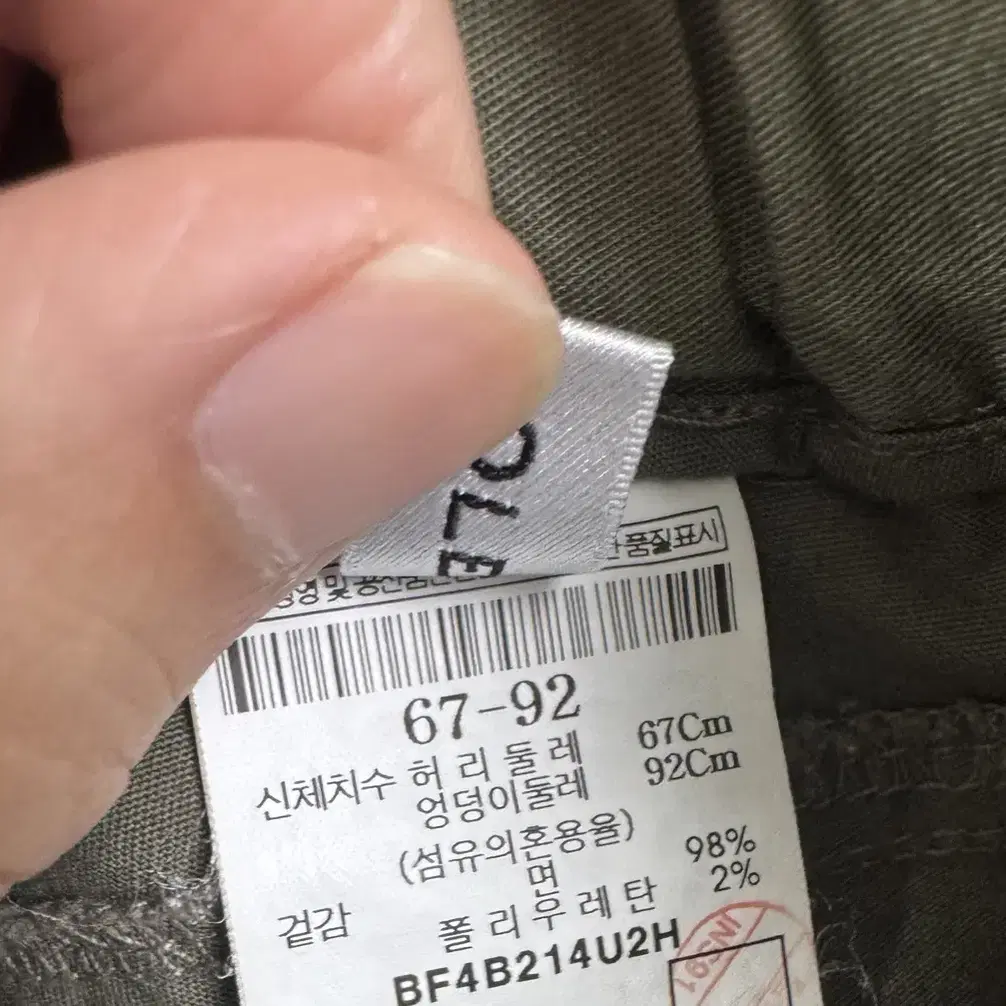 OLE
품질표시
67-92
신체치수 허 리 둘 레 67Cm
엉덩이둘레 92Cm
(섬유의혼용율)
면 98%
겉감 폴 리 우 레 탄 2%
BF4B214U2H
INS91